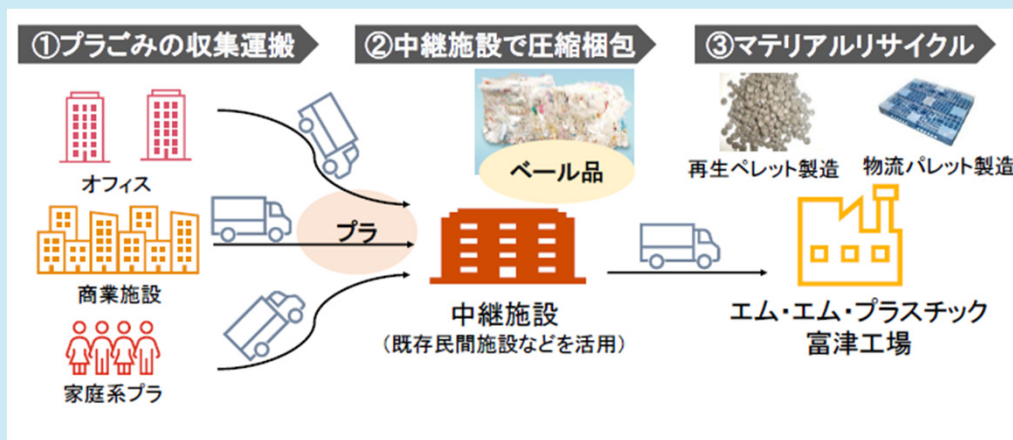 ①プラごみの収集運搬
②中継施設で圧縮梱包
③マテリアルリサイクル
オフィス
商業施設
家庭系プラ
プラ
ベール品
中継施設
（既存民間施設などを活用）
再生ペレット製造
物流パレット製造
エム・エム・プラスチック
富津工場